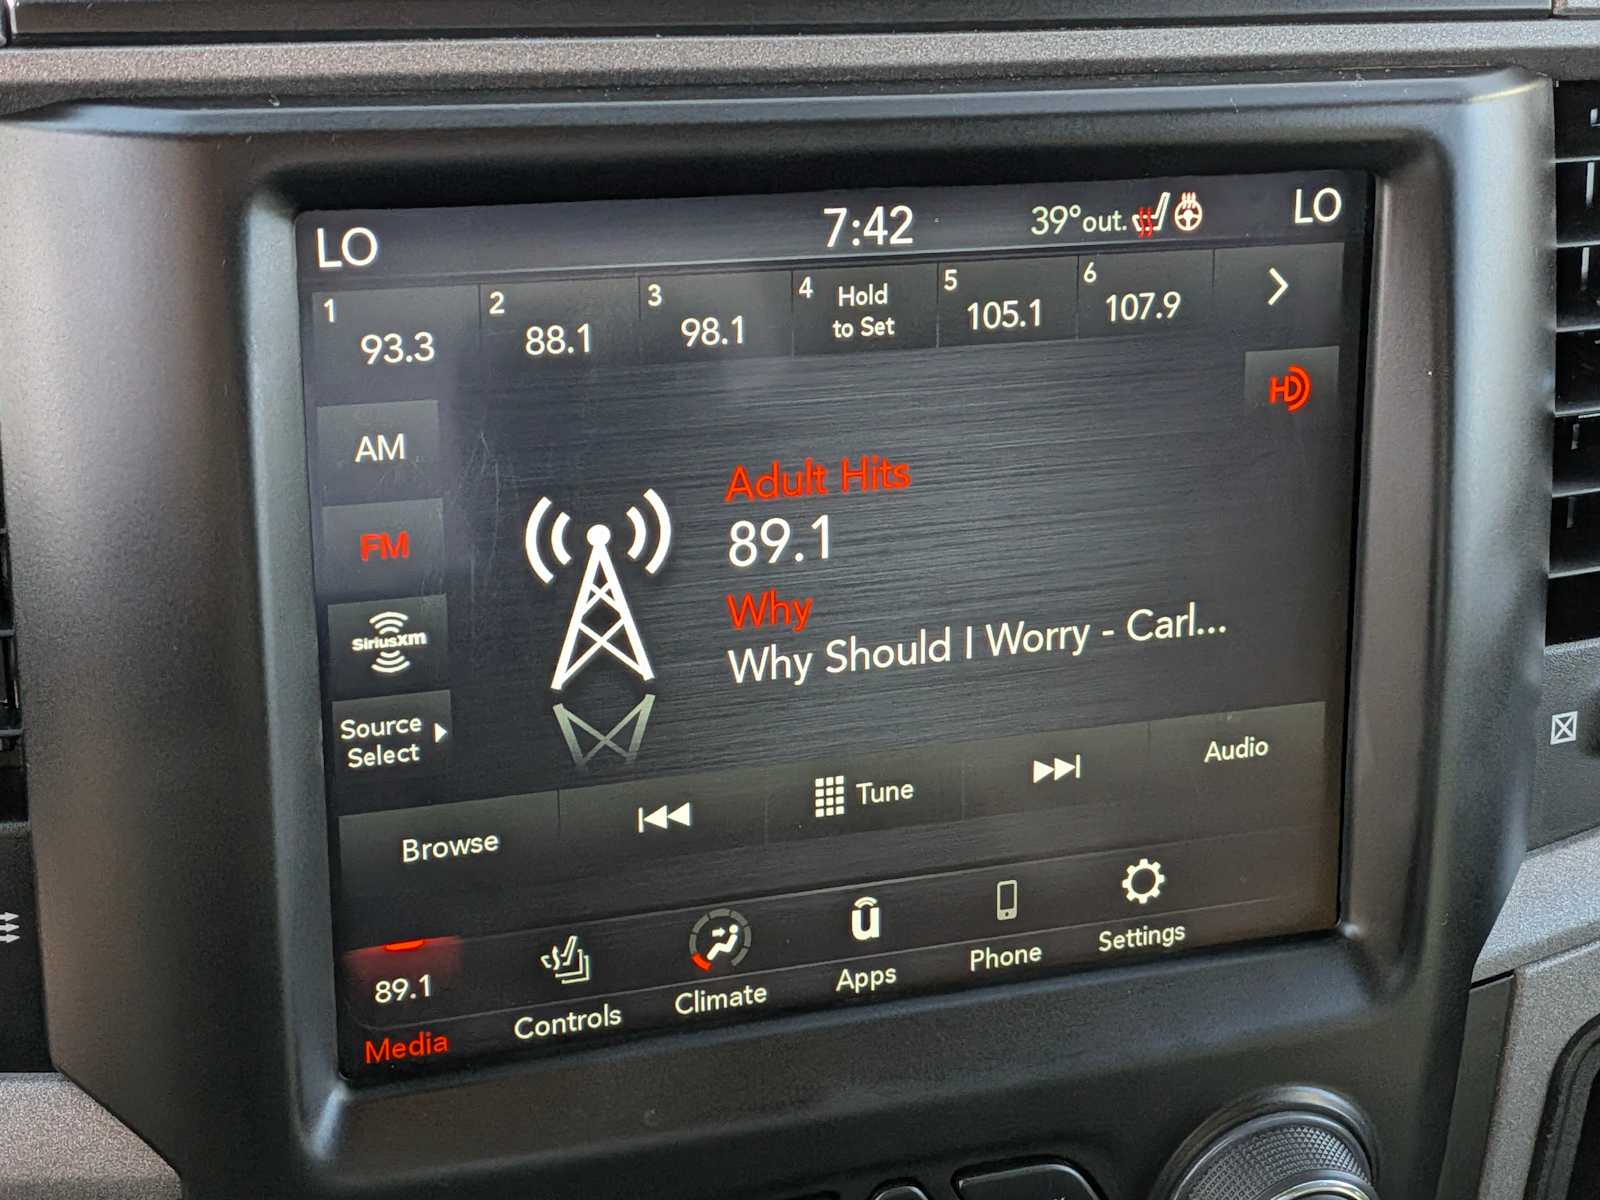 LO 7:42 39°out. LO
1 93.3 2 88.1 3 98.1 4 Hold to Set 5 105.1 6 107.9
HD
AM
FM
SiriusXM
Source
Select
Adult Hits
89.1
Why
Why Should I Worry - Carl...
Browse Tune Audio
89.1
Media Controls Climate Apps Phone Settings